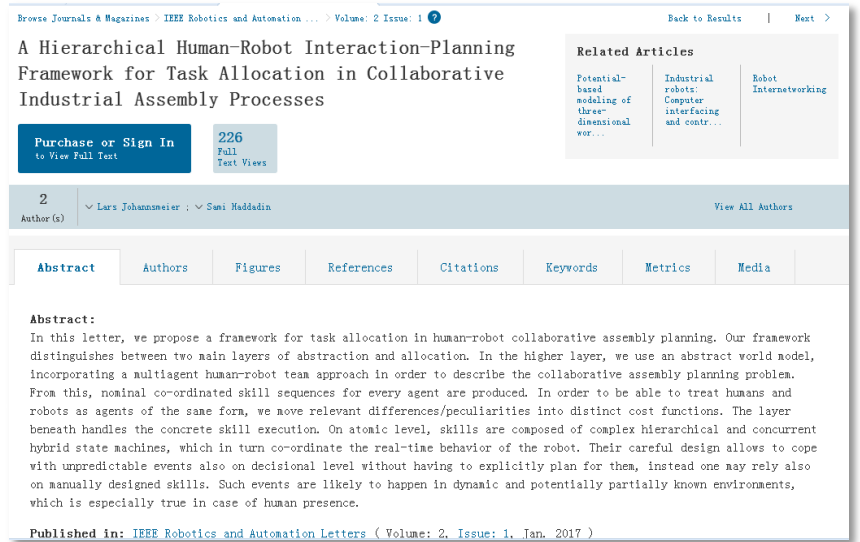 Browse Journals & Magazines > IEEE Robotics and Automation ... > Volume: 2 Issue: 1 ?
Back to Results | Next >
A Hierarchical Human-Robot Interaction-Planning
Framework for Task Allocation in Collaborative
Industrial Assembly Processes
Related Articles
Potential-
based
modeling of
three-
dimensional
wor...
Industrial
robots:
Computer
interfacing
and contr...
Robot
Internetworking
Purchase or Sign In
to View Full Text
226
Full
Text Views
2
Author(s)
Lars Johannsmeier ; Sami Haddadin
View All Authors
Abstract Authors Figures References Citations Keywords Metrics Media
Abstract:
In this letter, we propose a framework for task allocation in human-robot collaborative assembly planning. Our framework
distinguishes between two main layers of abstraction and allocation. In the higher layer, we use an abstract world model,
incorporating a multiagent human-robot team approach in order to describe the collaborative assembly planning problem.
From this, nominal co-ordinated skill sequences for every agent are produced. In order to be able to treat humans and
robots as agents of the same form, we move relevant differences/peculiarities into distinct cost functions. The layer
beneath handles the concrete skill execution. On atomic level, skills are composed of complex hierarchical and concurrent
hybrid state machines, which in turn co-ordinate the real-time behavior of the robot. Their careful design allows to cope
with unpredictable events also on decisional level without having to explicitly plan for them, instead one may rely also
on manually designed skills. Such events are likely to happen in dynamic and potentially partially known environments,
which is especially true in case of human presence.
Published in: IEEE Robotics and Automation Letters ( Volume: 2, Issue: 1, Jan. 2017 )